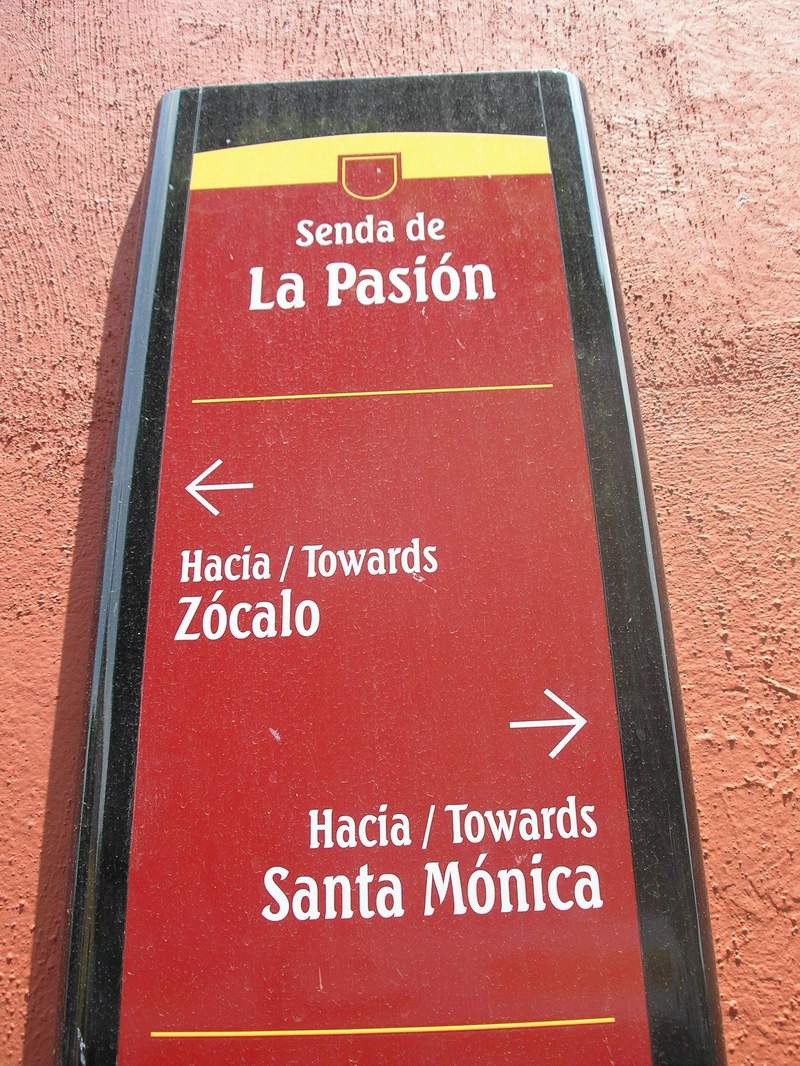 Senda de
La Pasión
Hacia / Towards
Zócalo
Hacia / Towards
Santa Mónica